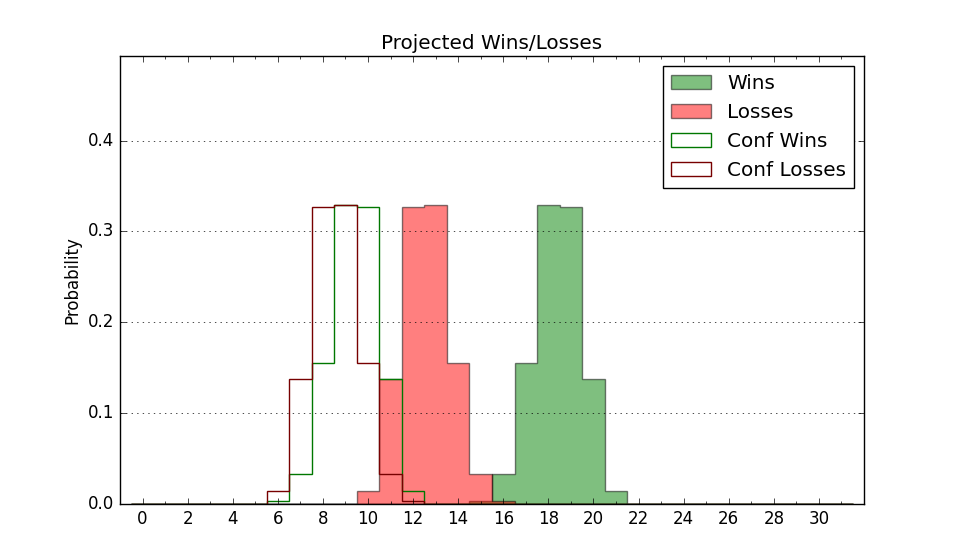 Projected Wins/Losses
Wins
Losses
Conf Wins
Conf Losses
Probability
0.4
0.3
0.2
0.1
0.0
0 2 4 6 8 10 12 14 16 18 20 22 24 26 28 30